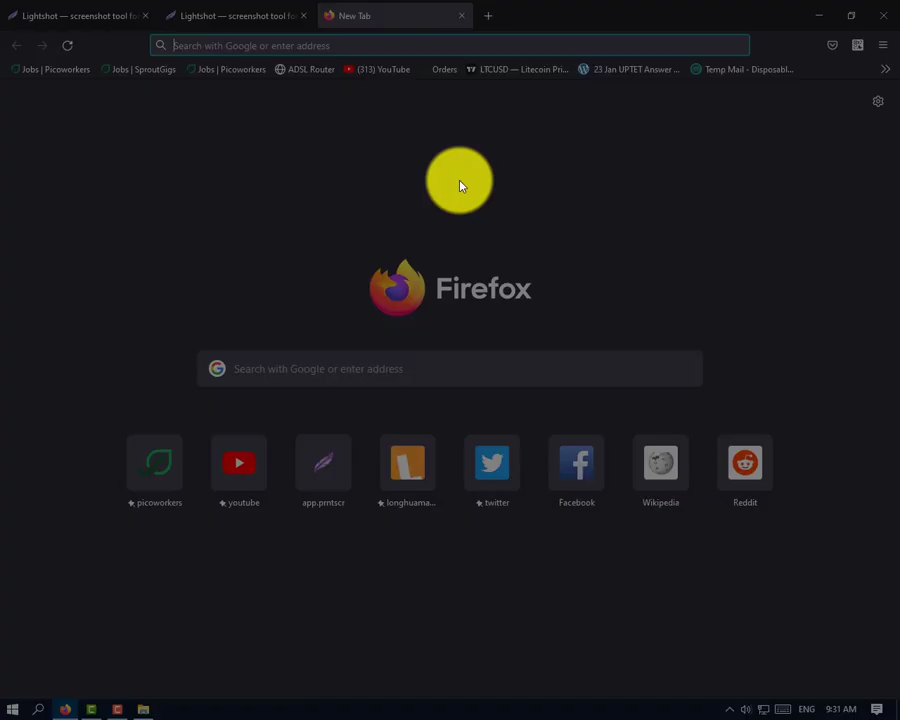 Lightshot — screenshot tool fo
Lightshot — screenshot tool fo
New Tab
Search with Google or enter address
Jobs | Picoworkers
Jobs | SproutGigs
Jobs | Picoworkers
ADSL Router
(313) YouTube
Orders
LTCUSD — Litecoin Pri...
23 Jan UPTET Answer ...
Temp Mail - Disposabl...
Firefox
Search with Google or enter address
picoworkers
youtube
app.prntscr
longhuama...
twitter
Facebook
Wikipedia
Reddit
ENG
9:31 AM